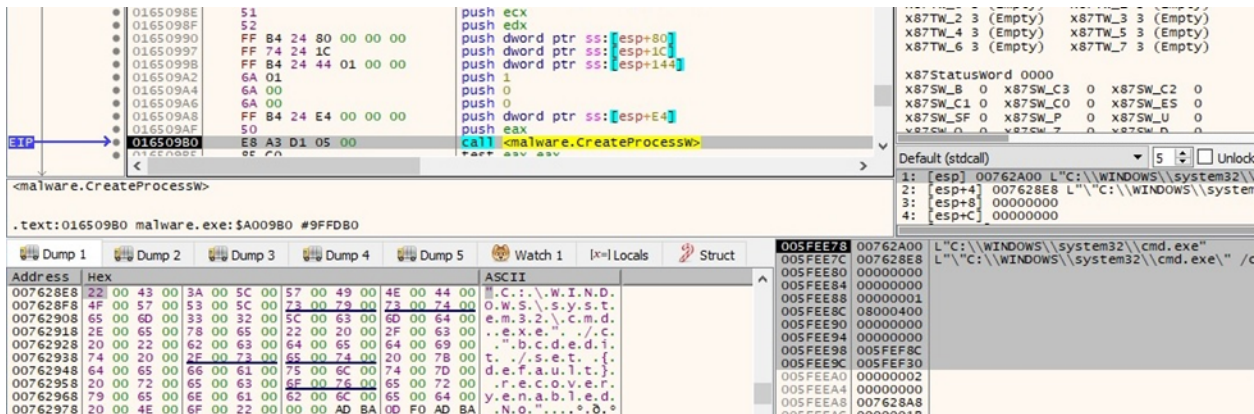 0165098E 51 push ecx
0165098F 52 push edx
01650990 FF B4 24 80 00 00 00 push dword ptr ss:[esp+80]
01650997 FF 74 24 1C push dword ptr ss:[esp+1C]
0165099B FF B4 24 44 01 00 00 push dword ptr ss:[esp+144]
016509A2 6A 01 push 1
016509A4 6A 00 push 0
016509A6 6A 00 push 0
016509A8 FF B4 24 E4 00 00 00 push dword ptr ss:[esp+E4]
016509AF 50 push eax
EIP 016509B0 E8 A3 D1 05 00 call <malware.CreateProcessW>
test eax,eax
x87TW_2 3 (Empty) x87TW_3 3 (Empty)
x87TW_4 3 (Empty) x87TW_5 3 (Empty)
x87TW_6 3 (Empty) x87TW_7 3 (Empty)
x87StatusWord 0000
x87SW_B 0 x87SW_C3 0 x87SW_C2 0
x87SW_C1 0 x87SW_C0 0 x87SW_ES 0
x87SW_SF 0 x87SW_P 0 x87SW_U 0
Default (stdcall) 5 Unlock
1: [esp] 00762A00 L"C:\\WINDOWS\\system32\\
2: [esp+4] 007628E8 L"\"C:\\WINDOWS\\system
3: [esp+8] 00000000
4: [esp+C] 00000000
<malware.CreateProcessW>
.text:016509B0 malware.exe:$A009B0 #9FFDB0
Dump 1 Dump 2 Dump 3 Dump 4 Dump 5 Watch 1 [x=] Locals Struct
Address Hex ASCII
007628E8 22 00 43 00 3A 00 5C 00 57 00 49 00 4E 00 44 00 ".C.:.\.W.I.N.D.
007628F8 4F 00 57 00 53 00 5C 00 73 00 79 00 73 00 74 00 O.W.S.\.s.y.s.t.
00762908 65 00 6D 00 33 00 32 00 5C 00 63 00 6D 00 64 00 e.m.3.2.\.c.m.d.
00762918 2E 00 65 00 78 00 65 00 22 00 20 00 2F 00 63 00 ..e.x.e.". ./.c.
00762928 20 00 22 00 62 00 63 00 64 00 65 00 64 00 69 00 .".b.c.d.e.d.i.
00762938 74 00 20 00 2F 00 73 00 65 00 74 00 20 00 7B 00 t. ./.s.e.t. .{.
00762948 64 00 65 00 66 00 61 00 75 00 6C 00 74 00 7D 00 d.e.f.a.u.l.t.}.
00762958 20 00 72 00 65 00 63 00 6F 00 76 00 65 00 72 00 .r.e.c.o.v.e.r.
00762968 79 00 65 00 6E 00 61 00 62 00 6C 00 65 00 64 00 y.e.n.a.b.l.e.d.
00762978 20 00 4E 00 6F 00 22 00 00 00 AD BA 0D F0 AD BA .N.o."....º.ð.º
005FEE78 00762A00 L"C:\\WINDOWS\\system32\\cmd.exe"
005FEE7C 007628E8 L"\"C:\\WINDOWS\\system32\\cmd.exe\" /c
005FEE80 00000000
005FEE84 00000000
005FEE88 00000001
005FEE8C 08000400
005FEE90 00000000
005FEE94 00000000
005FEE98 005FEF8C
005FEE9C 005FEF30
005FEEA0 00000002
005FEEA4 00000000
005FEEA8 007628A8